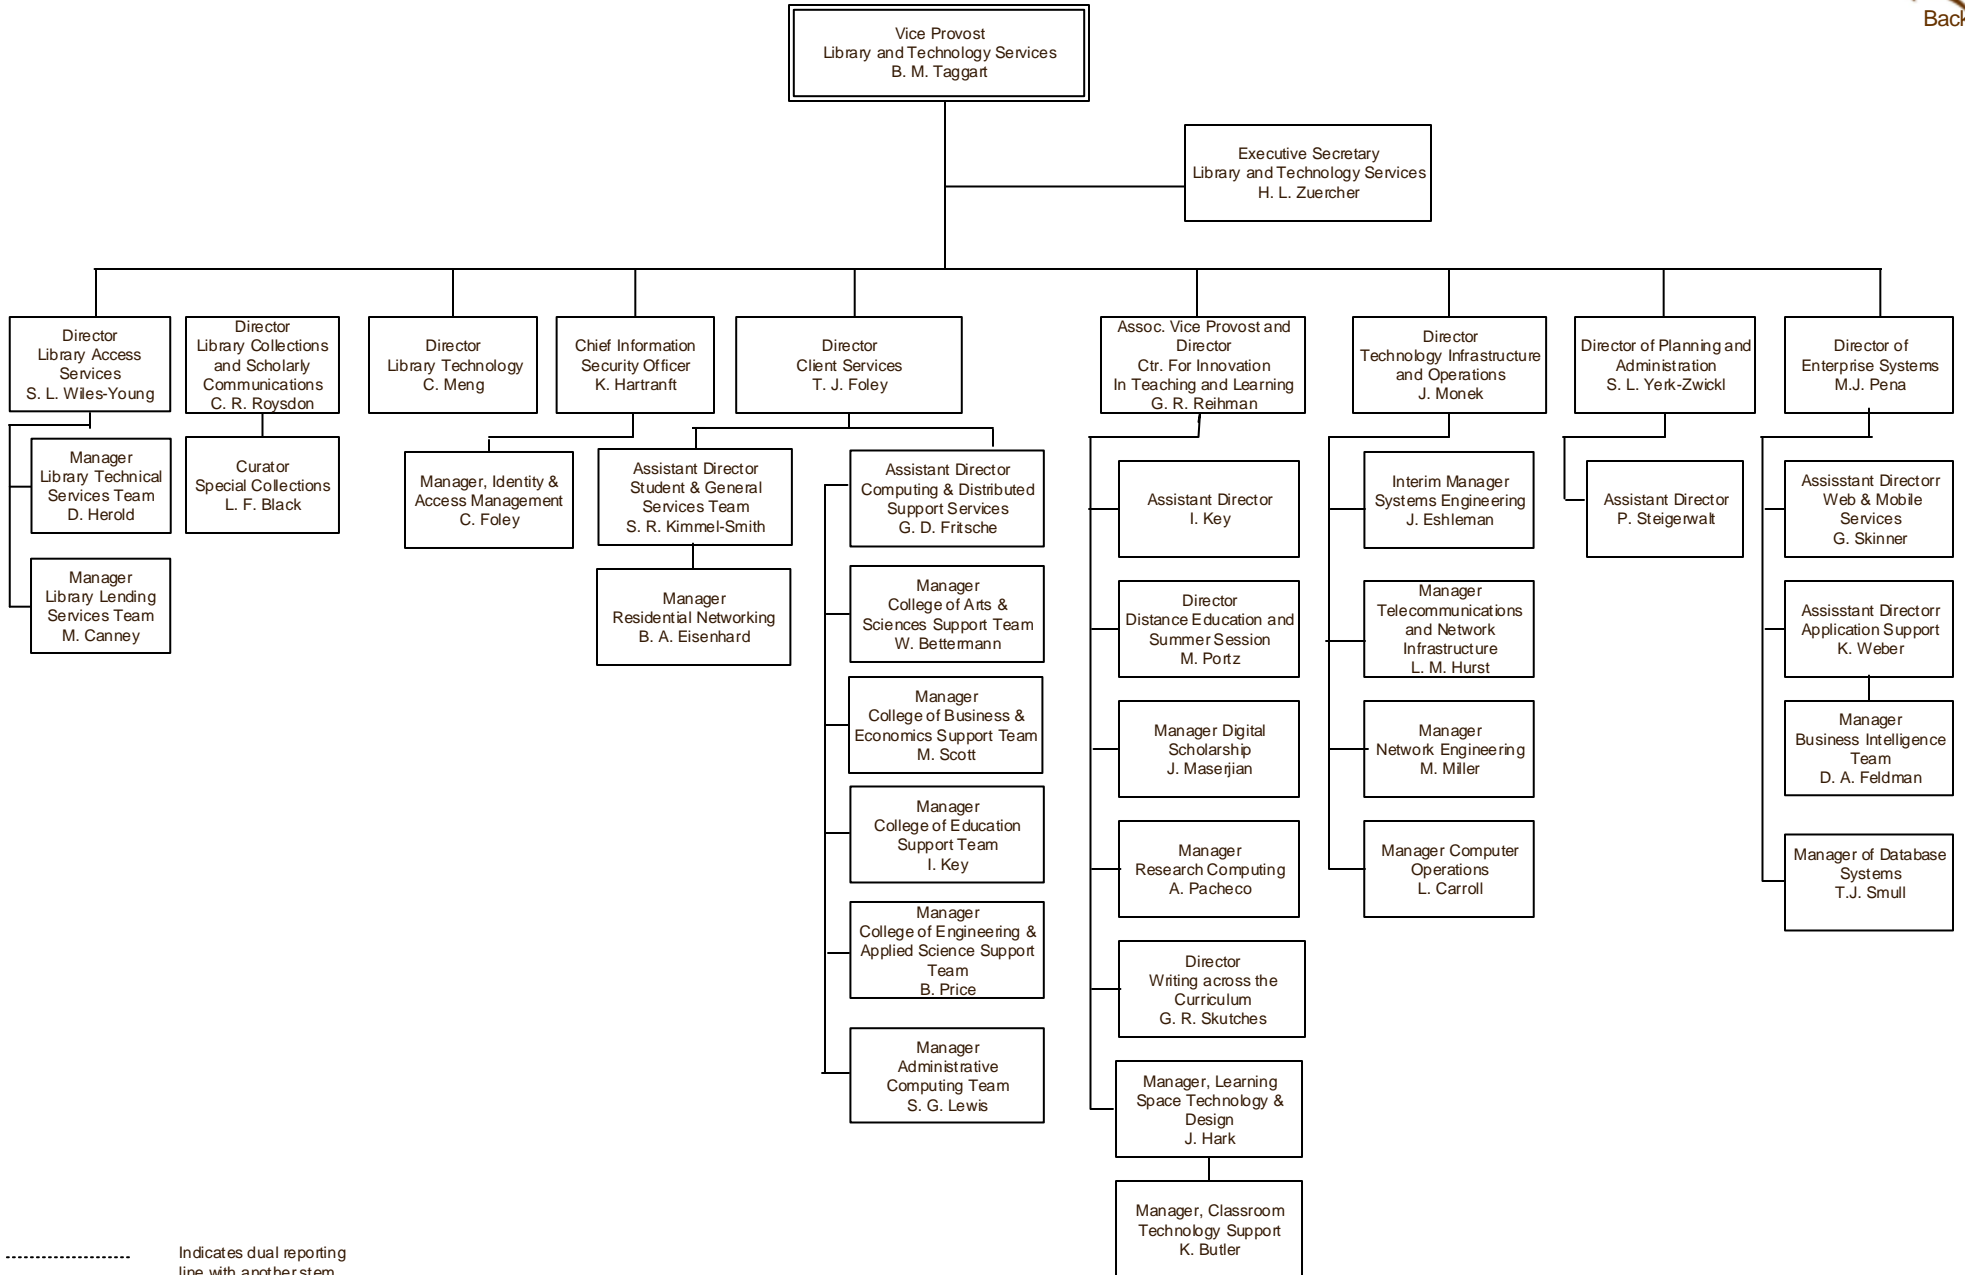 Back
Vice Provost
Library and Technology Services
B. M. Taggart
Executive Secretary
Library and Technology Services
H. L. Zuercher
Director
Library Access
Services
S. L. Wiles-Young
Director
Library Collections
and Scholarly
Communications
C. R. Roysdon
Director
Library Technology
C. Meng
Chief Information
Security Officer
K. Hartranft
Director
Client Services
T. J. Foley
Assoc. Vice Provost and
Director
Ctr. For Innovation
In Teaching and Learning
G. R. Reihman
Director
Technology Infrastructure
and Operations
J. Monek
Director of Planning and
Administration
S. L. Yerk-Zwickl
Director of
Enterprise Systems
M.J. Pena
Manager
Library Technical
Services Team
D. Herold
Manager
Library Lending
Services Team
M. Canney
Curator
Special Collections
L. F. Black
Manager, Identity &
Access Management
C. Foley
Assistant Director
Student & General
Services Team
S. R. Kimmel-Smith
Manager
Residential Networking
B. A. Eisenhard
Assistant Director
Computing & Distributed
Support Services
G. D. Fritsche
Manager
College of Arts &
Sciences Support Team
W. Bettermann
Manager
College of Business &
Economics Support Team
M. Scott
Manager
College of Education
Support Team
I. Key
Manager
College of Engineering &
Applied Science Support
Team
B. Price
Manager
Administrative
Computing Team
S. G. Lewis
Assistant Director
I. Key
Director
Distance Education and
Summer Session
M. Portz
Manager Digital
Scholarship
J. Maserjian
Manager
Research Computing
A. Pacheco
Director
Writing across the
Curriculum
G. R. Skutches
Manager, Learning
Space Technology &
Design
J. Hark
Manager, Classroom
Technology Support
K. Butler
Interim Manager
Systems Engineering
J. Eshleman
Manager
Telecommunications
and Network
Infrastructure
L. M. Hurst
Manager
Network Engineering
M. Miller
Manager Computer
Operations
L. Carroll
Assistant Director
P. Steigerwalt
Assisstant Directorr
Web & Mobile
Services
G. Skinner
Assisstant Directorr
Application Support
K. Weber
Manager
Business Intelligence
Team
D. A. Feldman
Manager of Database
Systems
T.J. Smull
Indicates dual reporting
line with another stem